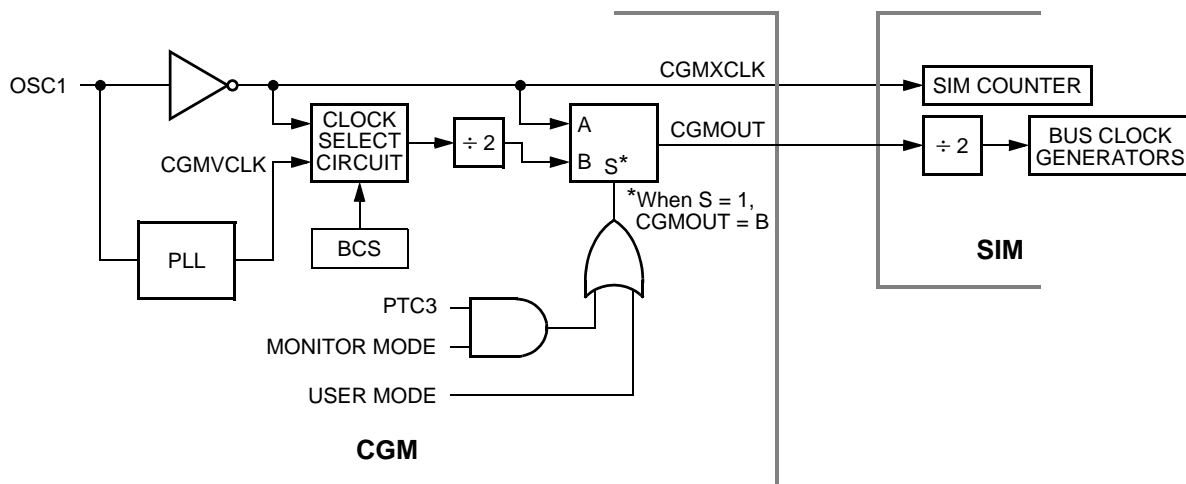 OSC1
CGMXCLK
SIM COUNTER
CLOCK
SELECT
CIRCUIT
÷ 2
A
B
S*
CGMOUT
÷ 2
BUS CLOCK
GENERATORS
CGMVCLK
*When S = 1,
CGMOUT = B
PLL
BCS
SIM
PTC3
MONITOR MODE
USER MODE
CGM